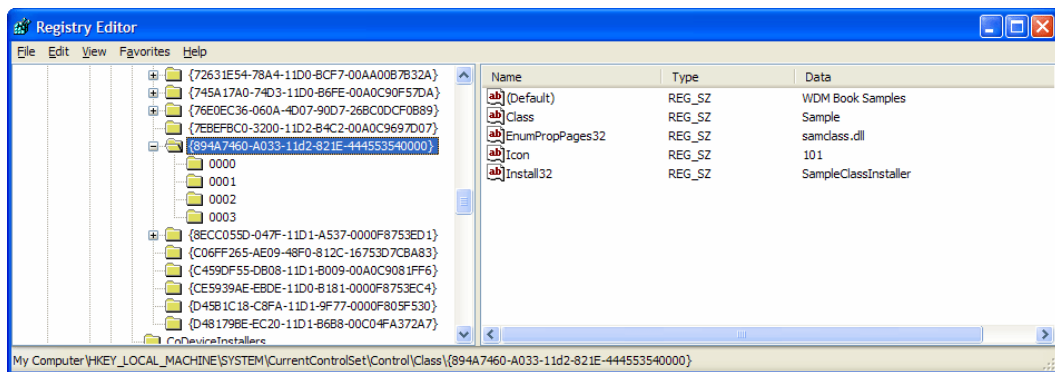 Registry Editor
File Edit View Favorites Help
{72631E54-78A4-11D0-BCF7-00AA00B7B32A}
{745A17A0-74D3-11D0-B6FE-00A0C90F57DA}
{76E0EC36-060A-4D07-90D7-26BC0DCF0B89}
{7EBEFBC0-3200-11D2-B4C2-00A0C9697D07}
{894A7460-A033-11d2-821E-444553540000}
0000
0001
0002
0003
{8ECC055D-047F-11D1-A537-0000F8753ED1}
{C06FF265-AE09-48F0-812C-16753D7CBA83}
{C459DF55-DB08-11D1-B009-00A0C9081FF6}
{CE5939AE-EBDE-11D0-B181-0000F8753EC4}
{D45B1C18-C8FA-11D1-9F77-0000F805F530}
{D48179BE-EC20-11D1-B6B8-00C04FA372A7}
CoDeviceInstallers
Name Type Data
(Default) REG_SZ WDM Book Samples
Class REG_SZ Sample
EnumPropPages32 REG_SZ samclass.dll
Icon REG_SZ 101
Install32 REG_SZ SampleClassInstaller
My Computer\HKEY_LOCAL_MACHINE\SYSTEM\CurrentControlSet\Control\Class\{894A7460-A033-11d2-821E-444553540000}